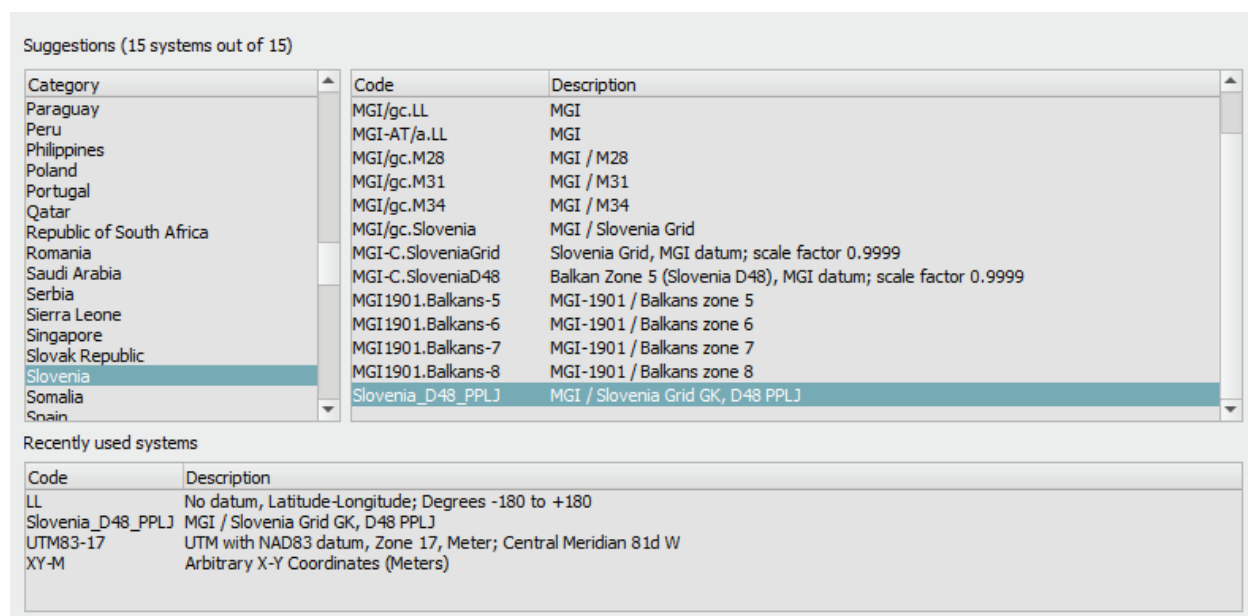 Suggestions (15 systems out of 15)
Category
Paraguay
Peru
Philippines
Poland
Portugal
Qatar
Republic of South Africa
Romania
Saudi Arabia
Serbia
Sierra Leone
Singapore
Slovak Republic
Slovenia
Somalia
Spain
Code Description
MGI/gc.LL MGI
MGI-AT/a.LL MGI
MGI/gc.M28 MGI / M28
MGI/gc.M31 MGI / M31
MGI/gc.M34 MGI / M34
MGI/gc.Slovenia MGI / Slovenia Grid
MGI-C.SloveniaGrid Slovenia Grid, MGI datum; scale factor 0.9999
MGI-C.SloveniaD48 Balkan Zone 5 (Slovenia D48), MGI datum; scale factor 0.9999
MGI1901.Balkans-5 MGI-1901 / Balkans zone 5
MGI1901.Balkans-6 MGI-1901 / Balkans zone 6
MGI1901.Balkans-7 MGI-1901 / Balkans zone 7
MGI1901.Balkans-8 MGI-1901 / Balkans zone 8
Slovenia_D48_PPLJ MGI / Slovenia Grid GK, D48 PPLJ
Recently used systems
Code Description
LL No datum, Latitude-Longitude; Degrees -180 to +180
Slovenia_D48_PPLJ MGI / Slovenia Grid GK, D48 PPLJ
UTM83-17 UTM with NAD83 datum, Zone 17, Meter; Central Meridian 81d W
XY-M Arbitrary X-Y Coordinates (Meters)